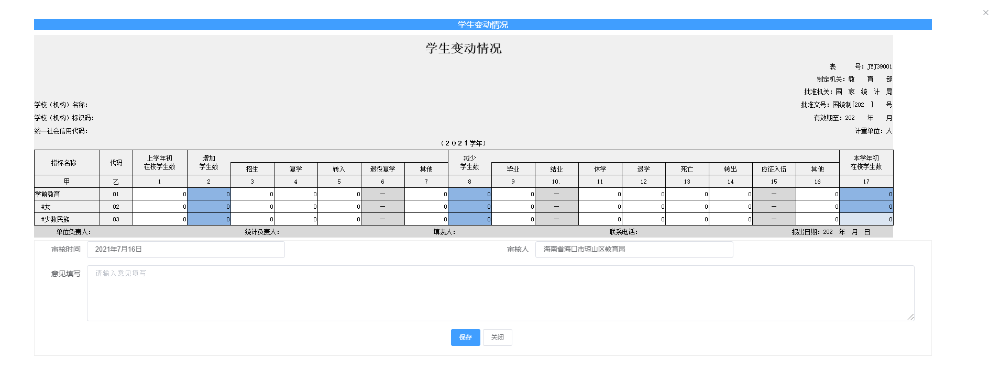 学生变动情况
学生变动情况
表　　　号：JYJ39001
制定机关：教　　育　　部
批准机关：国　家　统　计　局
学校（机构）名称：
批准文号：国统制[202　]　　号
学校（机构）标识码：
有效期至：202　　年　　月
统一社会信用代码：
计量单位：人
（2021学年）
指标名称 代码 上学年初在校学生数 增加学生数 减少学生数 本学年初在校学生数
招生 复学 转入 退役复学 其他 毕业 结业 休学 退学 死亡 转出 应征入伍 其他
甲 乙 1 2 3 4 5 6 7 8 9 10. 11 12 13 14 15 16 17
学前教育 01 0 0 0 0 0 — 0 0 0 — 0 0 0 0 — 0 0
#女 02 0 0 0 0 0 — 0 0 0 — 0 0 0 0 — 0 0
#少数民族 03 0 0 0 0 0 — 0 0 0 — 0 0 0 0 — 0 0
单位负责人： 统计负责人： 填表人： 联系电话： 报出日期：202　年　月　日
审核时间 2021年7月16日 审核人 海南省海口市琼山区教育局
意见填写 请输入意见填写
保存 关闭